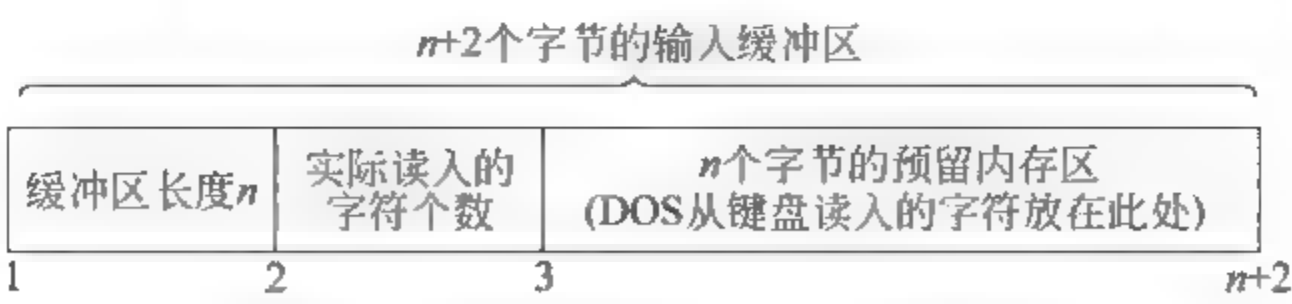 n+2个字节的输入缓冲区
缓冲区长度n
实际读入的
字符个数
n个字节的预留内存区
(DOS从键盘读入的字符放在此处)
1
2
3
n+2